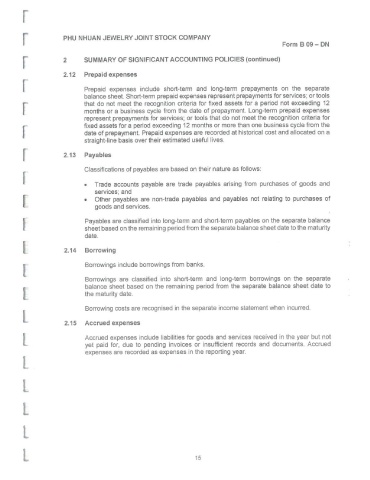 PHU NHUAN JEWELRY JOINT STOCK COMPANY
Form B 09 – DN
2 SUMMARY OF SIGNIFICANT ACCOUNTING POLICIES (continued)
2.12 Prepaid expenses
Prepaid expenses include short-term and long-term prepayments on the separate
balance sheet. Short-term prepaid expenses represent prepayments for services; or tools
that do not meet the recognition criteria for fixed assets for a period not exceeding 12
months or a business cycle from the date of prepayment. Long-term prepaid expenses
represent prepayments for services; or tools that do not meet the recognition criteria for
fixed assets for a period exceeding 12 months or more than one business cycle from the
date of prepayment. Prepaid expenses are recorded at historical cost and allocated on a
straight-line basis over their estimated useful lives.
2.13 Payables
Classifications of payables are based on their nature as follows:
• Trade accounts payable are trade payables arising from purchases of goods and
services; and
• Other payables are non-trade payables and payables not relating to purchases of
goods and services.
Payables are classified into long-term and short-term payables on the separate balance
sheet based on the remaining period from the separate balance sheet date to the maturity
date.
2.14 Borrowing
Borrowings include borrowings from banks.
Borrowings are classified into short-term and long-term borrowings on the separate
balance sheet based on the remaining period from the separate balance sheet date to
the maturity date.
Borrowing costs are recognised in the separate income statement when incurred.
2.15 Accrued expenses
Accrued expenses include liabilities for goods and services received in the year but not
yet paid for, due to pending invoices or insufficient records and documents. Accrued
expenses are recorded as expenses in the reporting year.
15